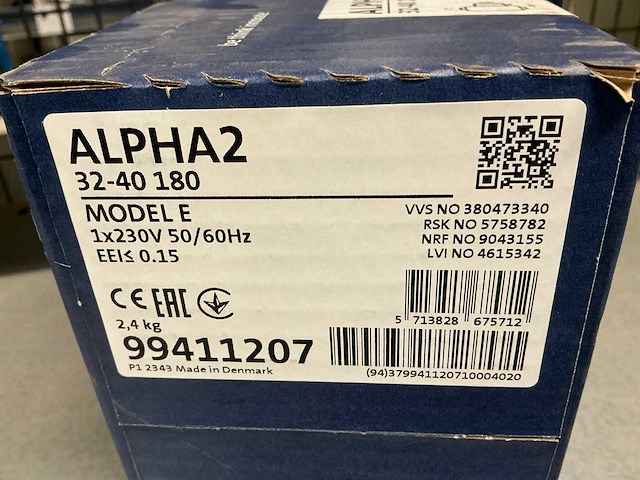 ALPHA
ALPHA2
32-40 180
MODEL E
1x230V 50/60Hz
EEI≤ 0.15
VVS NO 380473340
RSK NO 5758782
NRF NO 9043155
LVI NO 4615342
CE EAC
2,4 kg
5 713828 675712
99411207
(94)379941120710004020
P1 2343 Made in Denmark